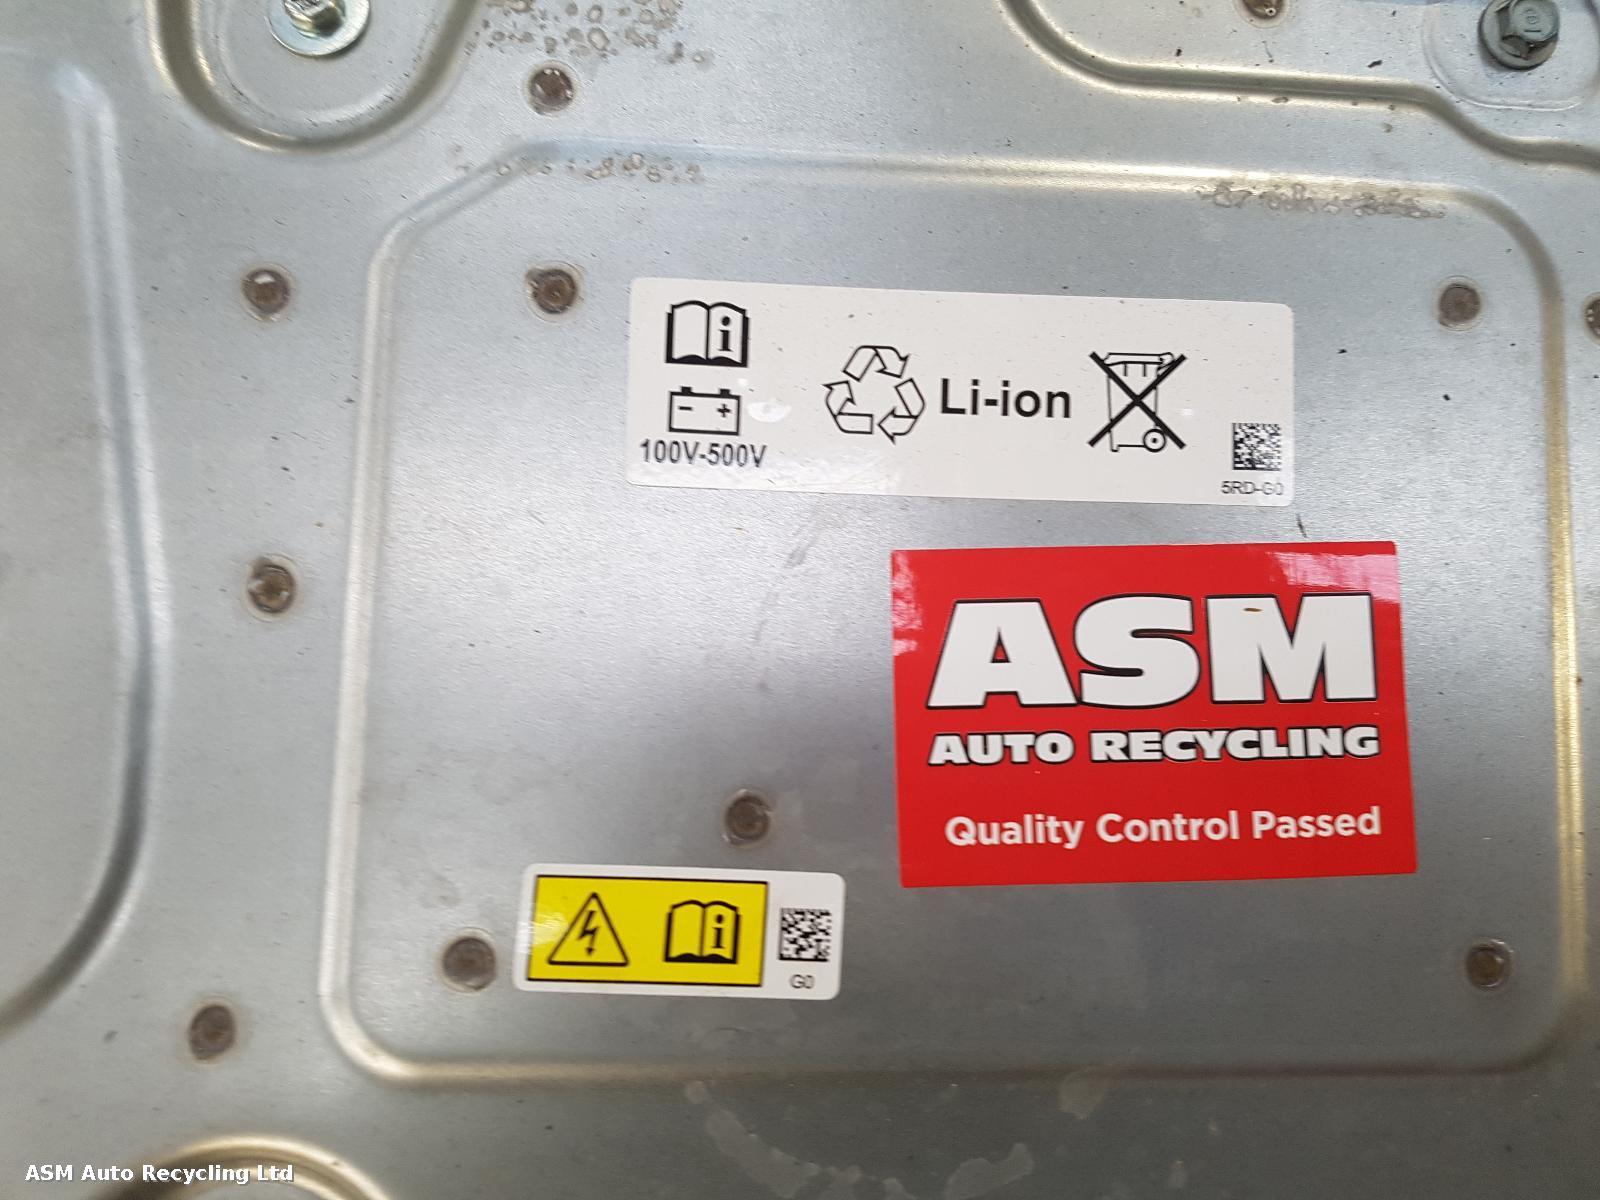 100V-500V
Li-ion
5RD-G0
ASM
AUTO RECYCLING
Quality Control Passed
G0
ASM Auto Recycling Ltd